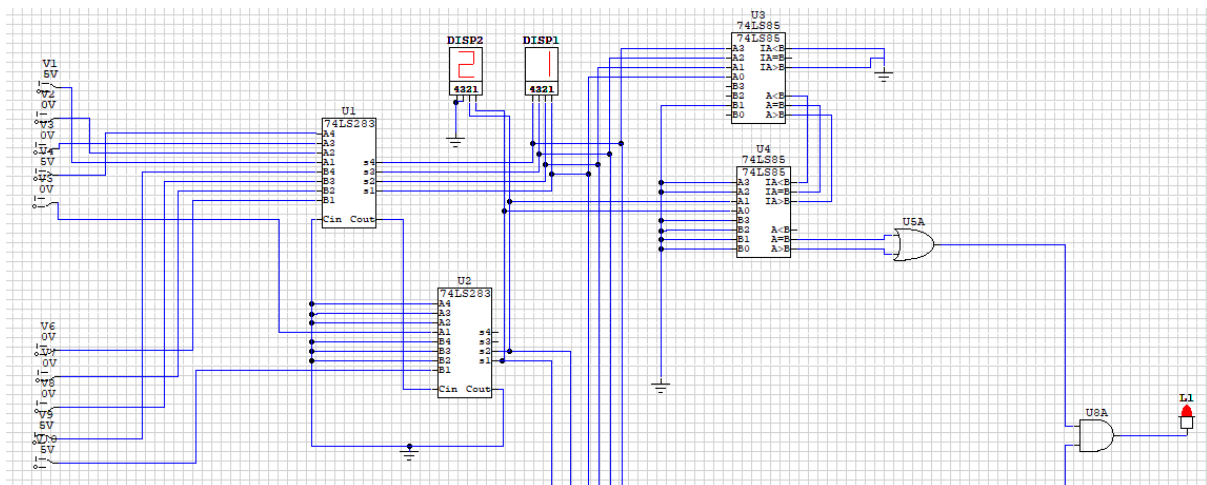 V1
5V
V2
0V
V3
0V
V4
5V
V5
0V
V6
0V
V7
0V
V8
0V
V9
5V
V10
5V
DISP2
2
4321
DISP1
1
4321
U1
74LS283
A4
A3
A2
A1
B4
B3
B2
B1
s4
s3
s2
s1
Cin Cout
U2
74LS283
A4
A3
A2
A1
B4
B3
B2
B1
s4
s3
s2
s1
Cin Cout
U3
74LS85
74LS85
A3 IA<B
A2 IA=B
A1 IA>B
A0
B3
B2 A<B
B1 A=B
B0 A>B
U4
74LS85
74LS85
A3 IA<B
A2 IA=B
A1 IA>B
A0
B3
B2 A<B
B1 A=B
B0 A>B
U5A
U8A
L1